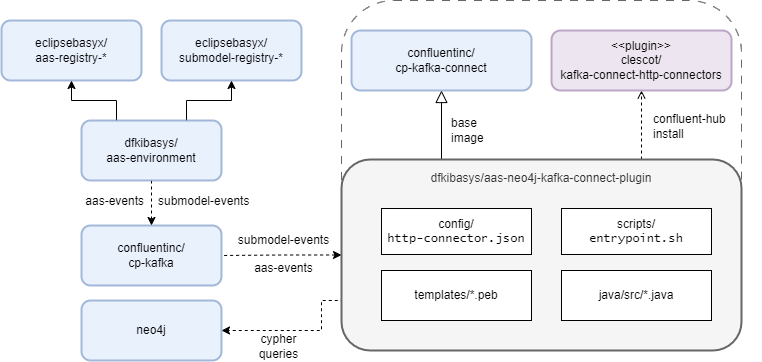 eclipsebasyx/
aas-registry-*
eclipsebasyx/
submodel-registry-*
confluentinc/
cp-kafka-connect
<<plugin>>
clescot/
kafka-connect-http-connectors
dfkibasys/
aas-environment
base
image
confluent-hub
install
aas-events
submodel-events
dfkibasys/aas-neo4j-kafka-connect-plugin
config/
http-connector.json
scripts/
entrypoint.sh
confluentinc/
cp-kafka
submodel-events
aas-events
templates/*.peb
java/src/*.java
neo4j
cypher
queries